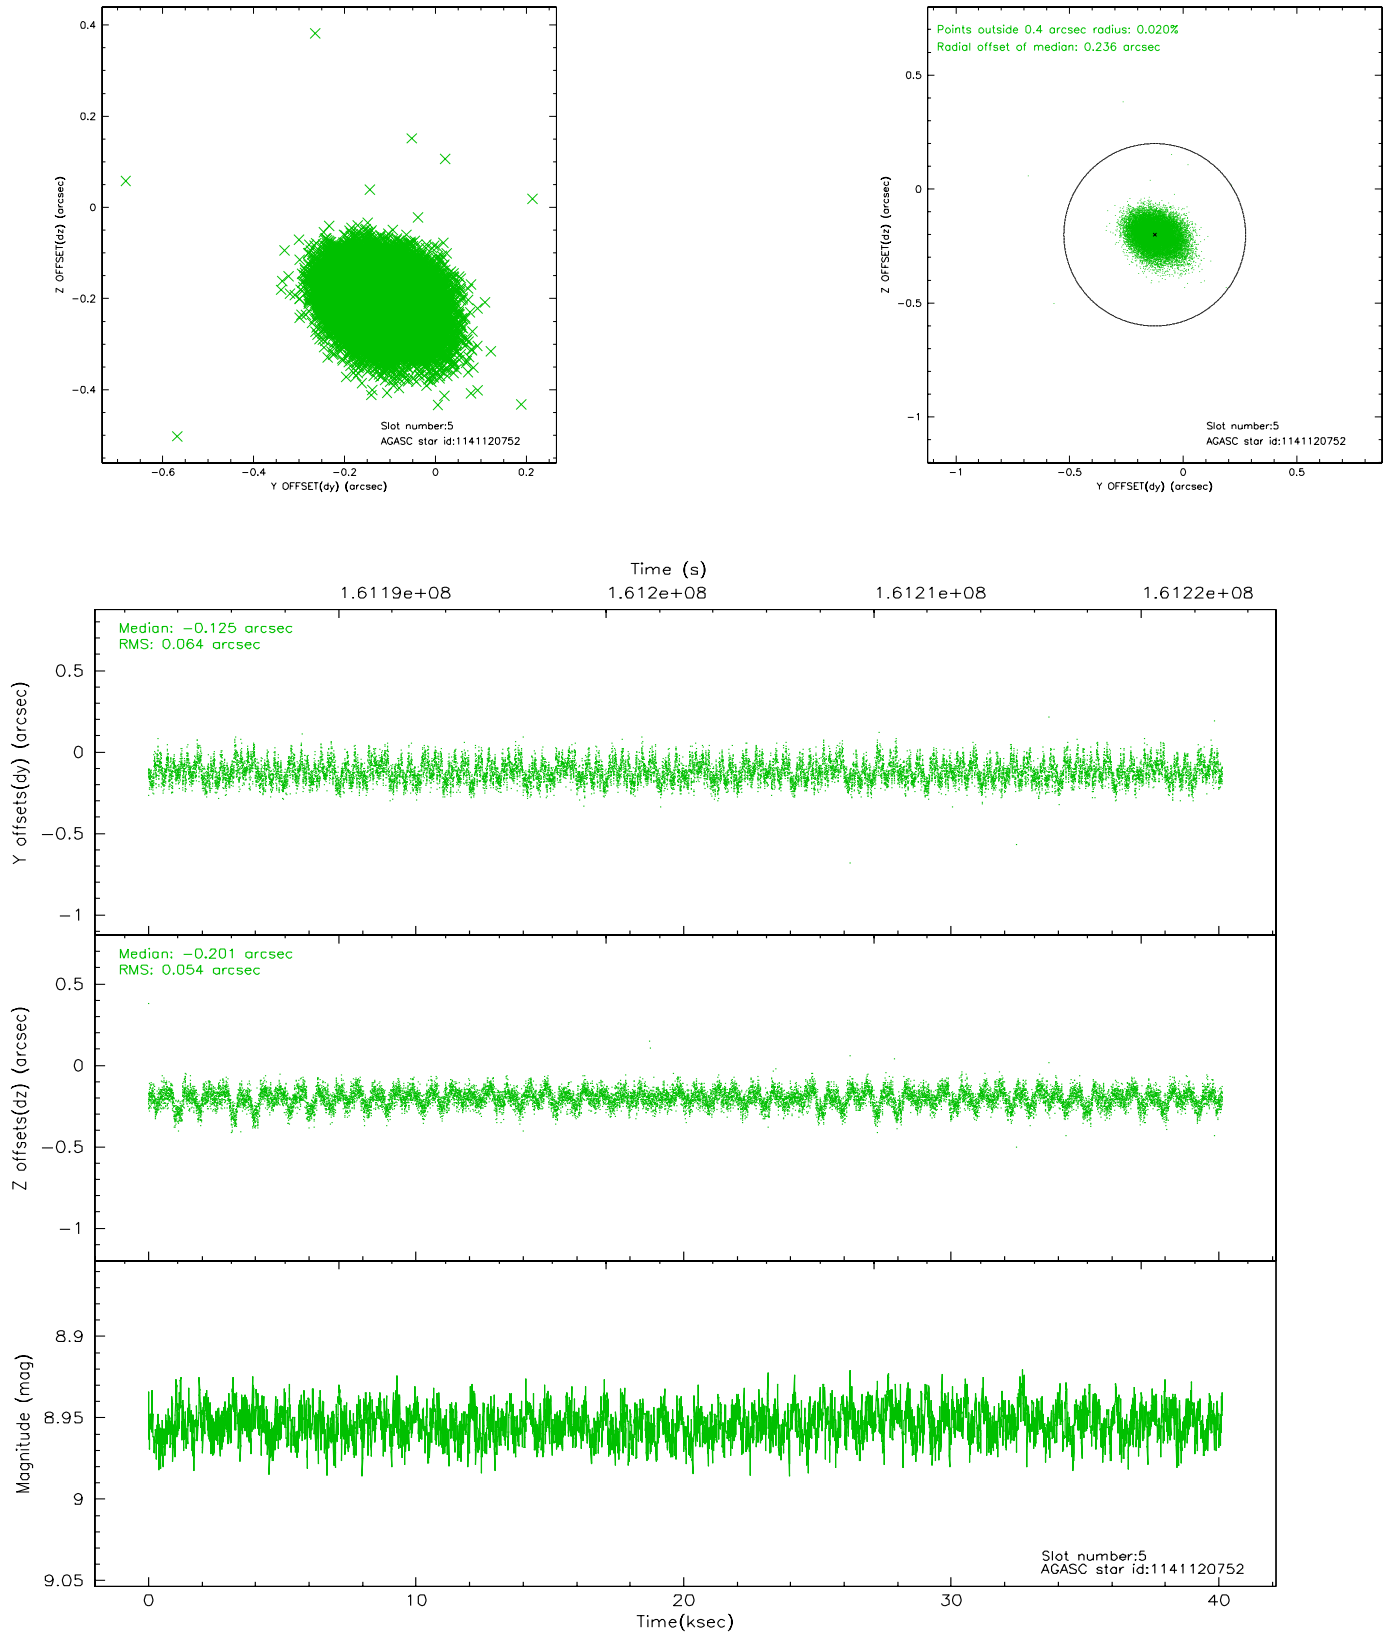 0.4
0.2
0
−0.2
−0.4
Z OFFSET(dz) (arcsec)
−0.6
−0.4
−0.2
0
0.2
Y OFFSET(dy) (arcsec)
Slot number:5
AGASC star id:1141120752
Points outside 0.4 arcsec radius: 0.020%
Radial offset of median: 0.236 arcsec
0.5
0
−0.5
−1
Z OFFSET(dz) (arcsec)
−1
−0.5
0
0.5
Y OFFSET(dy) (arcsec)
Slot number:5
AGASC star id:1141120752
Time (s)
1.6119e+08
1.612e+08
1.6121e+08
1.6122e+08
Median: −0.125 arcsec
RMS: 0.064 arcsec
0.5
0
−0.5
−1
Y offsets(dy) (arcsec)
Median: −0.201 arcsec
RMS: 0.054 arcsec
0.5
0
−0.5
−1
Z offsets(dz) (arcsec)
8.9
8.95
9
9.05
Magnitude (mag)
Slot number:5
AGASC star id:1141120752
0
10
20
30
40
Time(ksec)